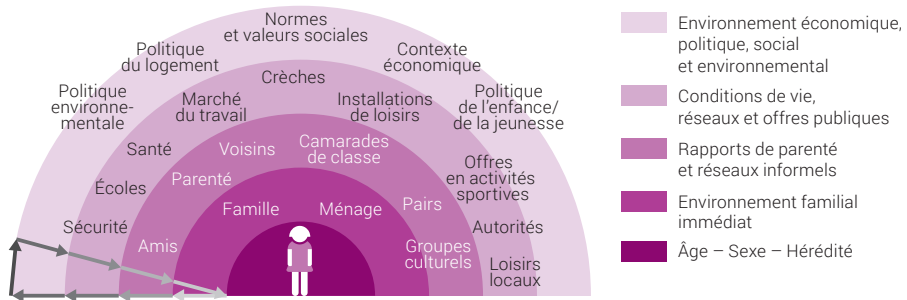 Normes
et valeurs sociales
Politique
du logement
Contexte
économique
Politique
environne-
mentale
Politique
de l'enfance/
de la jeunesse
Crèches
Marché
du travail
Installations
de loisirs
Santé
Écoles
Sécurité
Offres
en activités
sportives
Autorités
Loisirs
locaux
Voisins
Camarades
de classe
Parenté
Pairs
Amis
Groupes
culturels
Famille
Ménage
Environnement économique,
politique, social
et environnemental
Conditions de vie,
réseaux et offres publiques
Rapports de parenté
et réseaux informels
Environnement familial
immédiat
Âge – Sexe – Hérédité